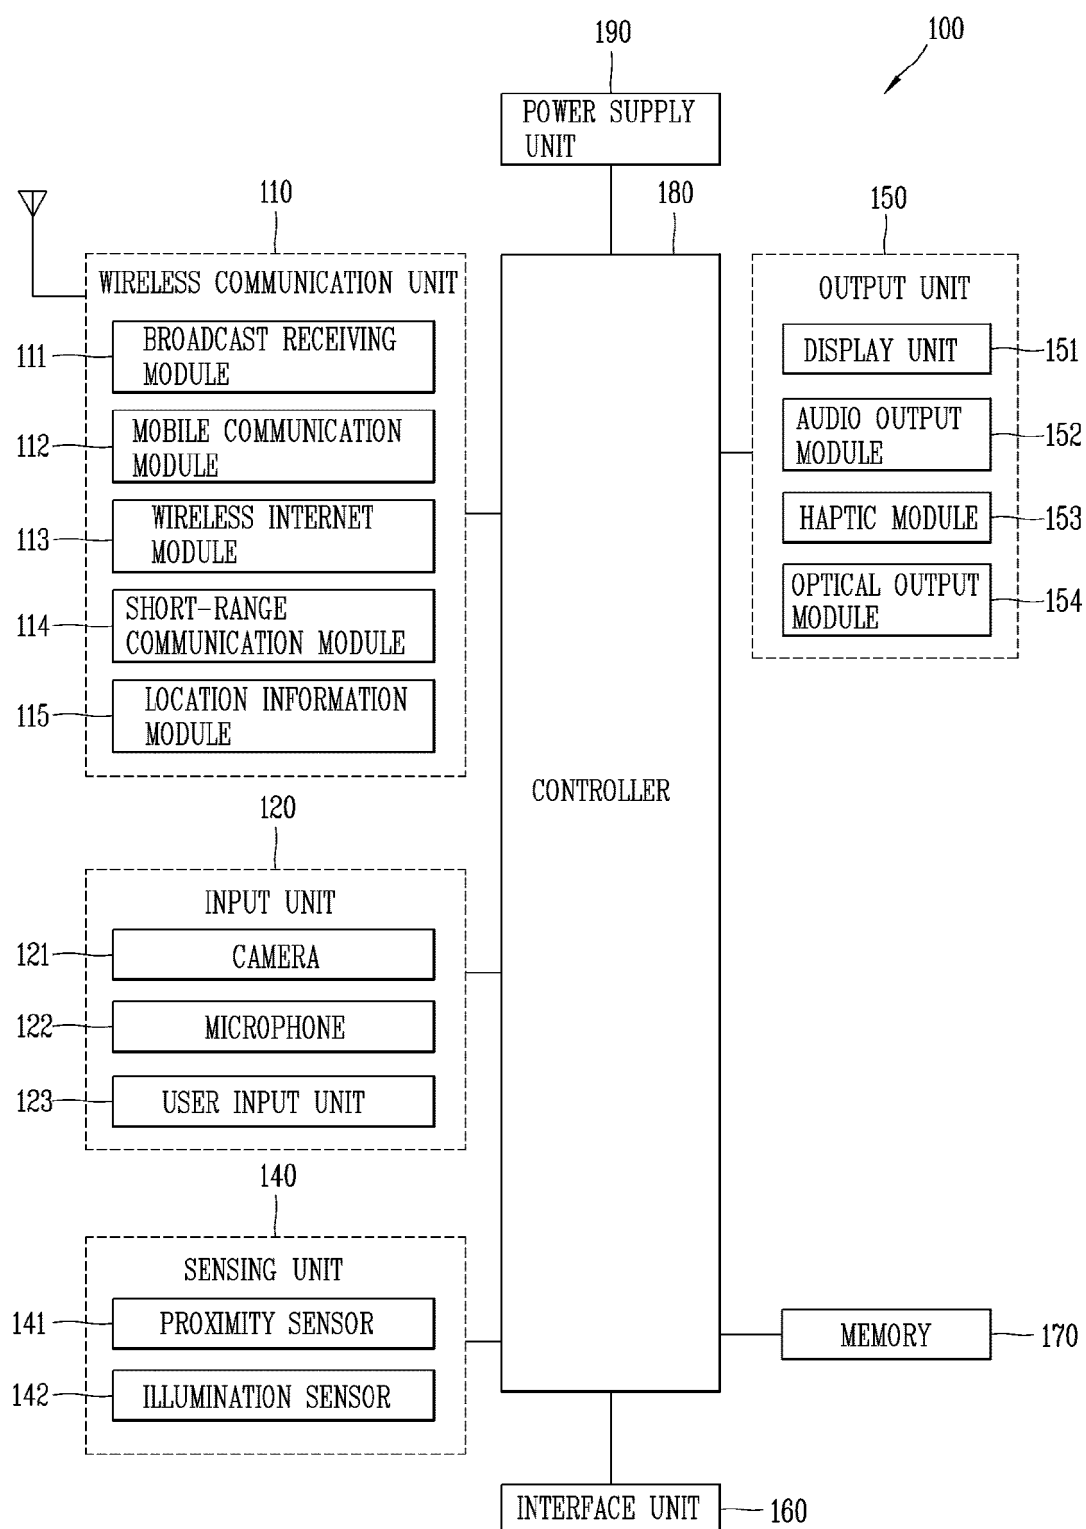 190
100
POWER SUPPLY
UNIT
110
180
150
WIRELESS COMMUNICATION UNIT
111
BROADCAST RECEIVING
MODULE
112
MOBILE COMMUNICATION
MODULE
113
WIRELESS INTERNET
MODULE
114
SHORT-RANGE
COMMUNICATION MODULE
115
LOCATION INFORMATION
MODULE
OUTPUT UNIT
DISPLAY UNIT
151
AUDIO OUTPUT
MODULE
152
HAPTIC MODULE
153
OPTICAL OUTPUT
MODULE
154
CONTROLLER
120
INPUT UNIT
121
CAMERA
122
MICROPHONE
123
USER INPUT UNIT
140
SENSING UNIT
141
PROXIMITY SENSOR
142
ILLUMINATION SENSOR
MEMORY
170
INTERFACE UNIT
160